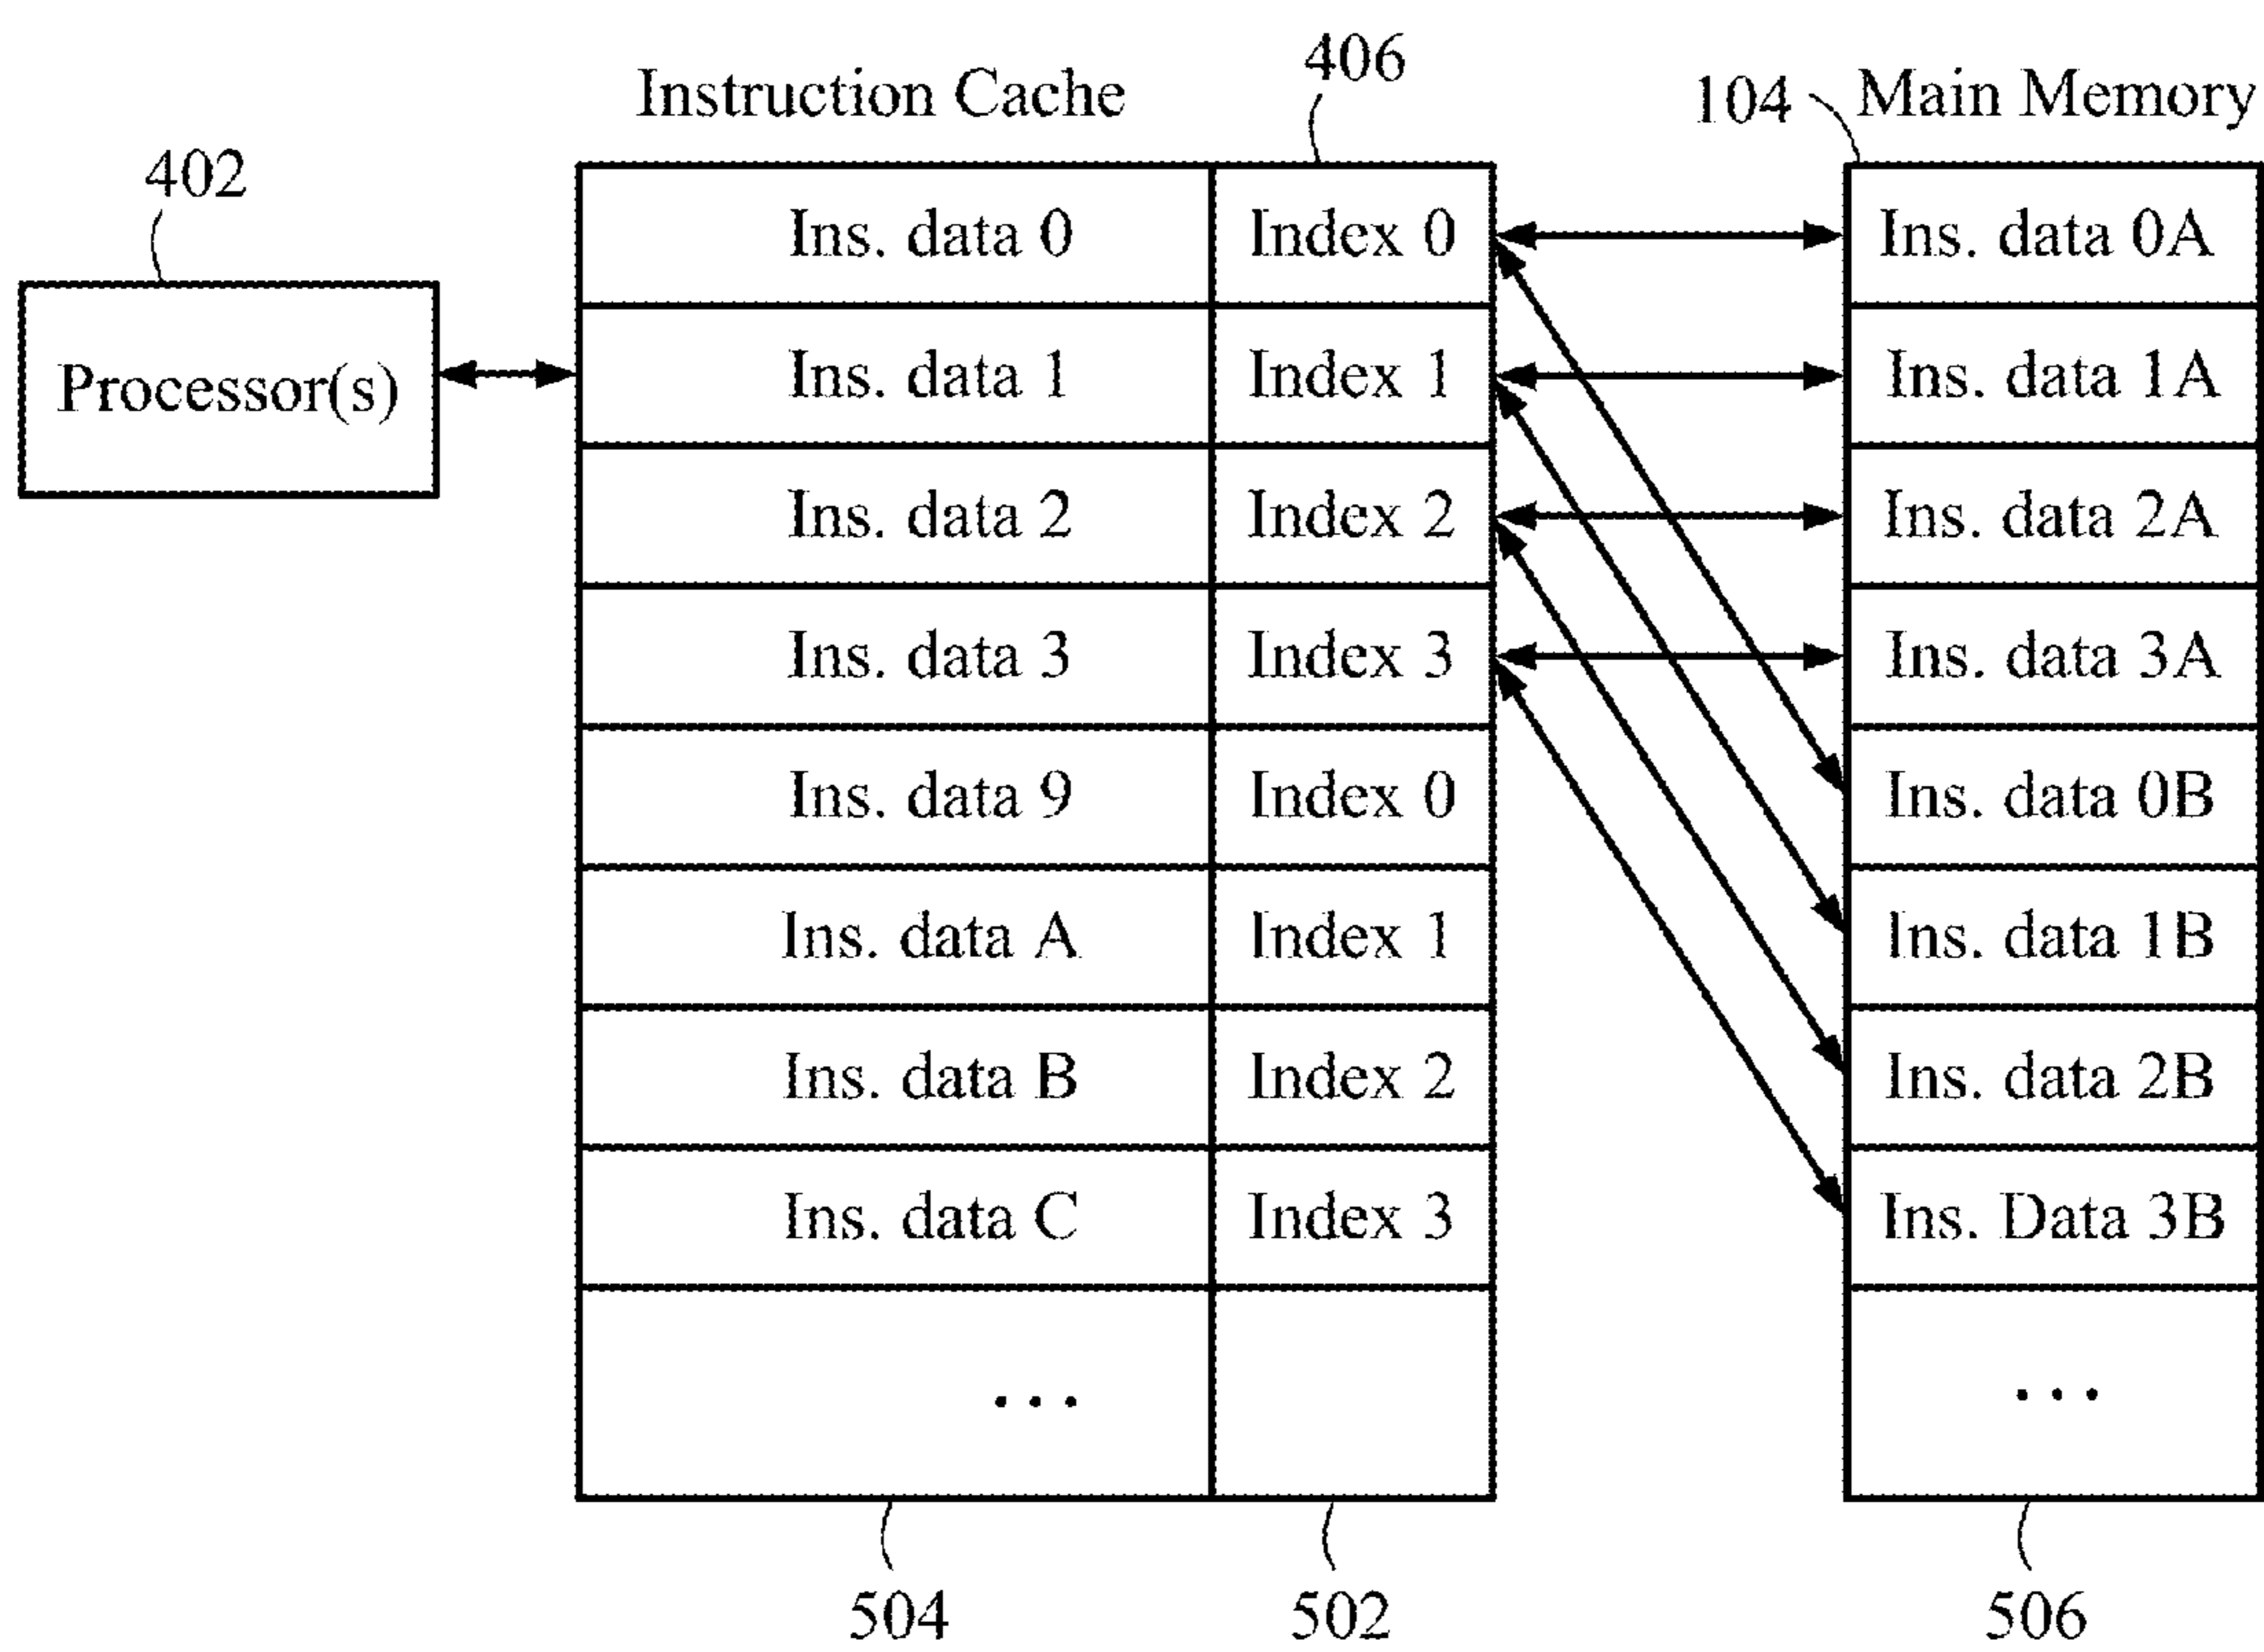 406
Instruction Cache
104
Main Memory
402
Processor(s)
Ins. data 0 Index 0 Ins. data 0A
Ins. data 1 Index 1 Ins. data 1A
Ins. data 2 Index 2 Ins. data 2A
Ins. data 3 Index 3 Ins. data 3A
Ins. data 9 Index 0 Ins. data 0B
Ins. data A Index 1 Ins. data 1B
Ins. data B Index 2 Ins. data 2B
Ins. data C Index 3 Ins. Data 3B
... ...
504 502 506